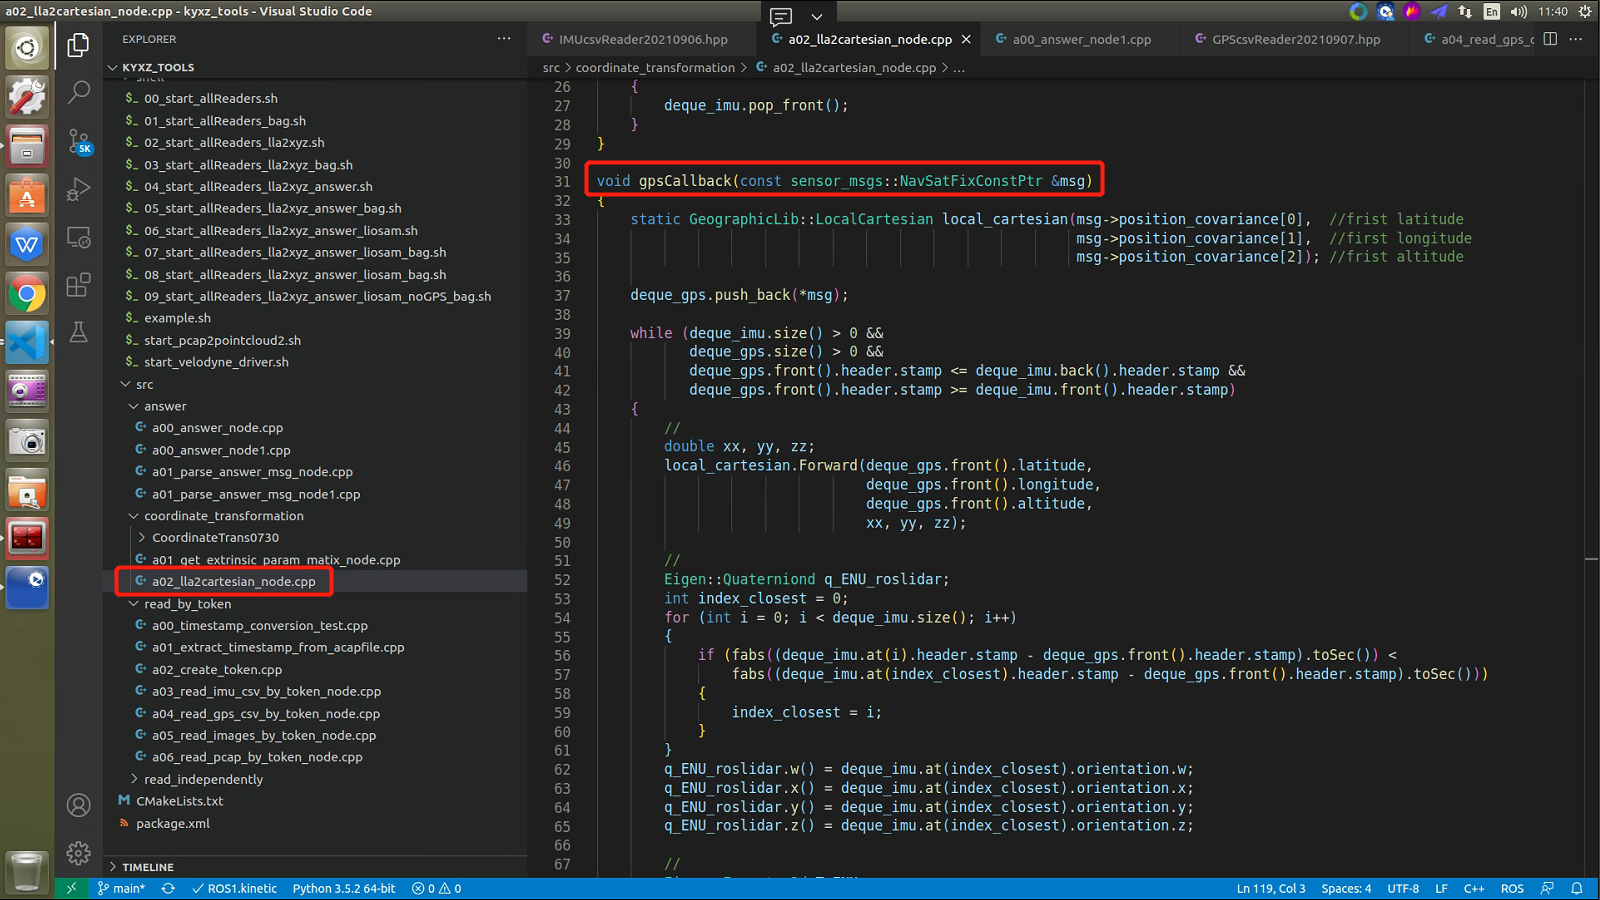 a02_lla2cartesian_node.cpp - kyxz_tools - Visual Studio Code
En
11:40
EXPLORER
KYXZ_TOOLS
shell
00_start_allReaders.sh
01_start_allReaders_bag.sh
02_start_allReaders_lla2xyz.sh
03_start_allReaders_lla2xyz_bag.sh
04_start_allReaders_lla2xyz_answer.sh
05_start_allReaders_lla2xyz_answer_bag.sh
06_start_allReaders_lla2xyz_answer_liosam.sh
07_start_allReaders_lla2xyz_answer_liosam_bag.sh
08_start_allReaders_lla2xyz_answer_liosam_bag.sh
09_start_allReaders_lla2xyz_answer_liosam_noGPS_bag.sh
example.sh
start_pcap2pointcloud2.sh
start_velodyne_driver.sh
src
answer
a00_answer_node.cpp
a00_answer_node1.cpp
a01_parse_answer_msg_node.cpp
a01_parse_answer_msg_node1.cpp
coordinate_transformation
CoordinateTrans0730
a01_get_extrinsic_param_matix_node.cpp
a02_lla2cartesian_node.cpp
read_by_token
a00_timestamp_conversion_test.cpp
a01_extract_timestamp_from_acapfile.cpp
a02_create_token.cpp
a03_read_imu_csv_by_token_node.cpp
a04_read_gps_csv_by_token_node.cpp
a05_read_images_by_token_node.cpp
a06_read_pcap_by_token_node.cpp
read_independently
CMakeLists.txt
package.xml
TIMELINE
5K
IMUcsvReader20210906.hpp
a02_lla2cartesian_node.cpp
a00_answer_node1.cpp
GPScsvReader20210907.hpp
a04_read_gps_c
src > coordinate_transformation > a02_lla2cartesian_node.cpp > ...
26 {
27 deque_imu.pop_front();
28 }
29 }
30
31 void gpsCallback(const sensor_msgs::NavSatFixConstPtr &msg)
32 {
33 static GeographicLib::LocalCartesian local_cartesian(msg->position_covariance[0], //frist latitude
34 msg->position_covariance[1], //first longitude
35 msg->position_covariance[2]); //frist altitude
36
37 deque_gps.push_back(*msg);
38
39 while (deque_imu.size() > 0 &&
40 deque_gps.size() > 0 &&
41 deque_gps.front().header.stamp <= deque_imu.back().header.stamp &&
42 deque_gps.front().header.stamp >= deque_imu.front().header.stamp)
43 {
44 //
45 double xx, yy, zz;
46 local_cartesian.Forward(deque_gps.front().latitude,
47 deque_gps.front().longitude,
48 deque_gps.front().altitude,
49 xx, yy, zz);
50
51 //
52 Eigen::Quaterniond q_ENU_roslidar;
53 int index_closest = 0;
54 for (int i = 0; i < deque_imu.size(); i++)
55 {
56 if (fabs((deque_imu.at(i).header.stamp - deque_gps.front().header.stamp).toSec()) <
57 fabs((deque_imu.at(index_closest).header.stamp - deque_gps.front().header.stamp).toSec()))
58 {
59 index_closest = i;
60 }
61 }
62 q_ENU_roslidar.w() = deque_imu.at(index_closest).orientation.w;
63 q_ENU_roslidar.x() = deque_imu.at(index_closest).orientation.x;
64 q_ENU_roslidar.y() = deque_imu.at(index_closest).orientation.y;
65 q_ENU_roslidar.z() = deque_imu.at(index_closest).orientation.z;
66
67 //
main*
ROS1.kinetic
Python 3.5.2 64-bit
0 0
Ln 119, Col 3
Spaces: 4
UTF-8
LF
C++
ROS